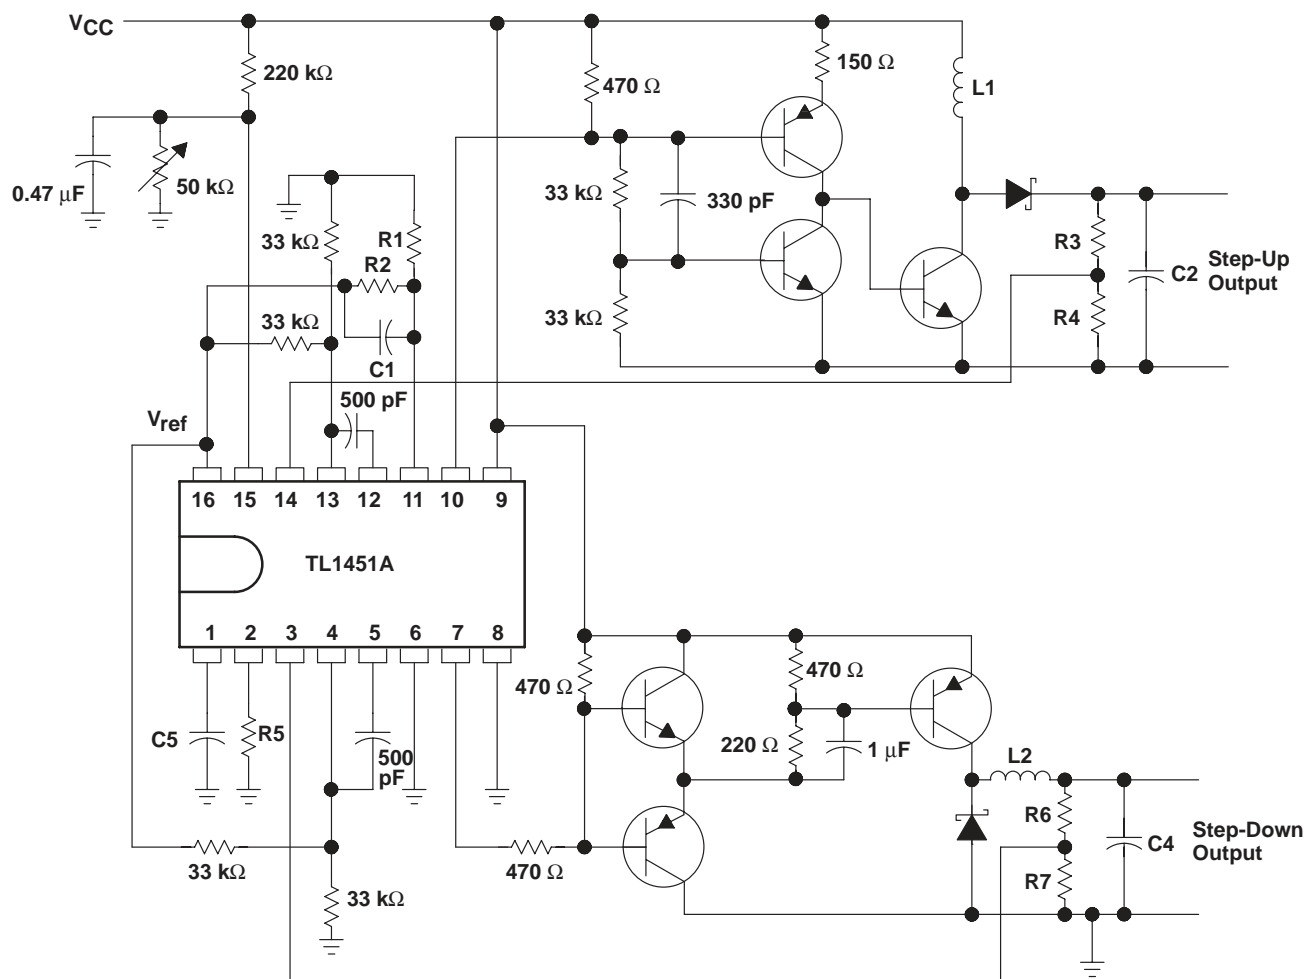 VCC
220 kΩ
470 Ω
150 Ω
L1
0.47 μF
50 kΩ
33 kΩ
R1
R2
33 kΩ
330 pF
R3
C2
Step-Up
Output
33 kΩ
33 kΩ
R4
C1
500 pF
Vref
16 15 14 13 12 11 10 9
TL1451A
1 2 3 4 5 6 7 8
470 Ω
470 Ω
C5
R5
500
pF
220 Ω
1 μF
L2
R6
C4
Step-Down
Output
33 kΩ
470 Ω
R7
33 kΩ